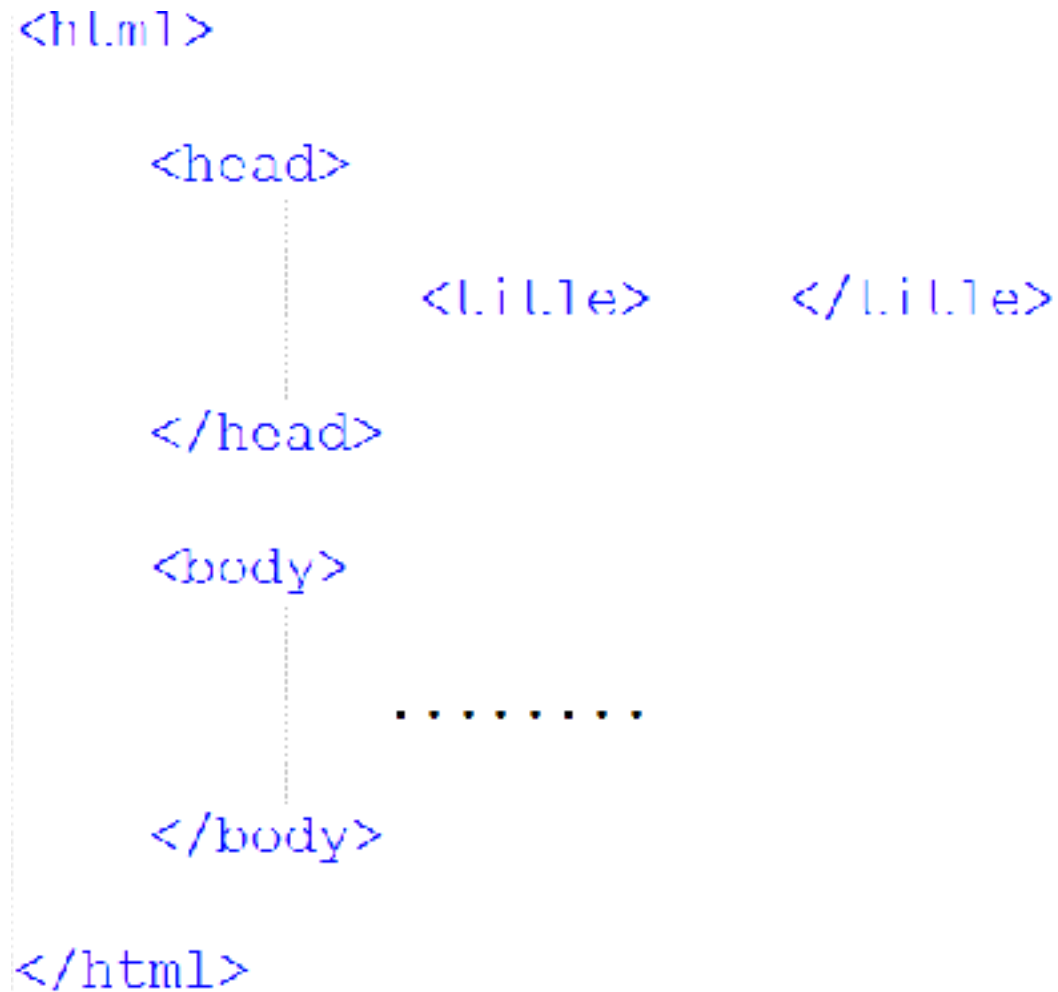 <html>
<head>
<title> </title>
</head>
<body>
........
</body>
</html>